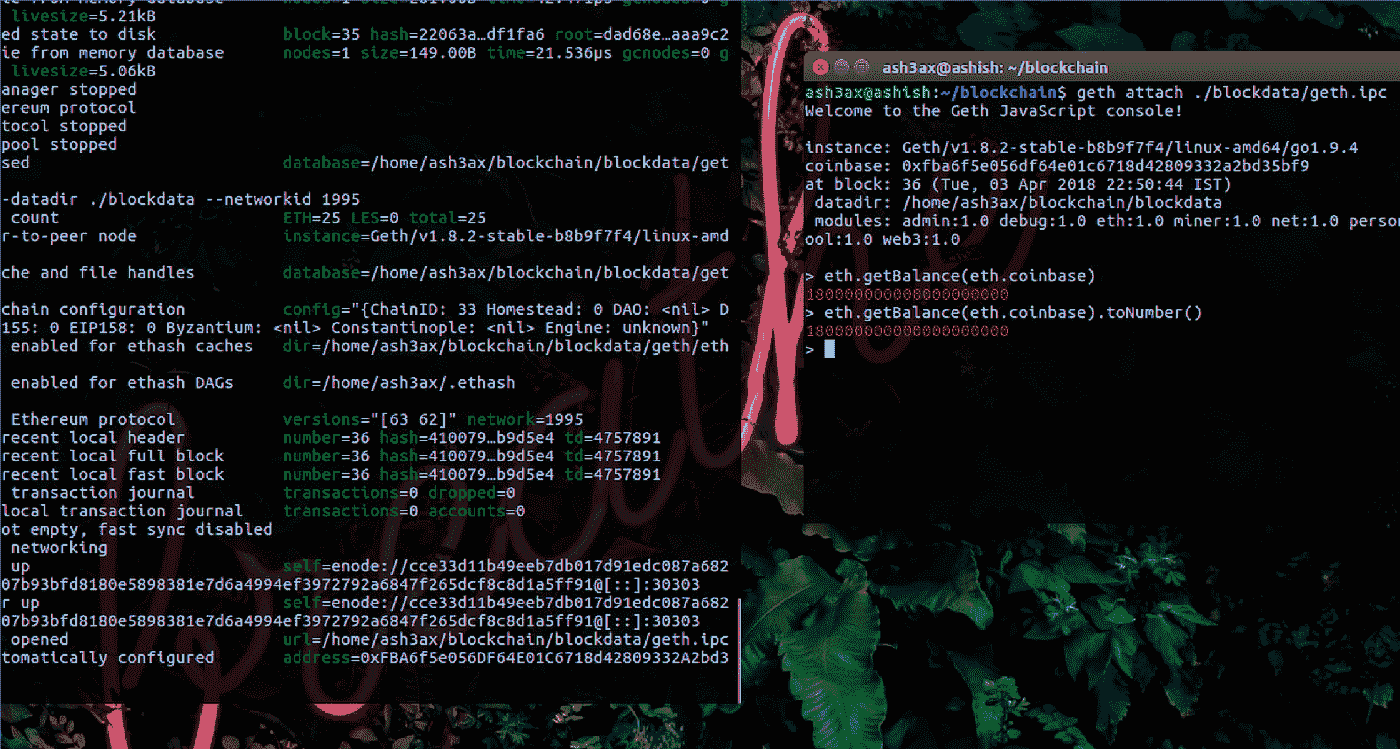 livesize=5.21kB
ed state to disk block=35 hash=22063a…df1fa6 root=dad68e…aaa9c2
ie from memory database nodes=1 size=149.00B time=21.536µs gcnodes=0 g
livesize=5.06kB
anager stopped
ereum protocol
tocol stopped
pool stopped
sed database=/home/ash3ax/blockchain/blockdata/get
-datadir ./blockdata --networkid 1995
count ETH=25 LES=0 total=25
r-to-peer node instance=Geth/v1.8.2-stable-b8b9f7f4/linux-amd
che and file handles database=/home/ash3ax/blockchain/blockdata/get
chain configuration config="{ChainID: 33 Homestead: 0 DAO: <nil> D
155: 0 EIP158: 0 Byzantium: <nil> Constantinople: <nil> Engine: unknown}"
enabled for ethash caches dir=/home/ash3ax/blockchain/blockdata/geth/eth
enabled for ethash DAGs dir=/home/ash3ax/.ethash
Ethereum protocol versions="[63 62]" network=1995
recent local header number=36 hash=410079…b9d5e4 td=4757891
recent local full block number=36 hash=410079…b9d5e4 td=4757891
recent local fast block number=36 hash=410079…b9d5e4 td=4757891
transaction journal transactions=0 dropped=0
local transaction journal transactions=0 accounts=0
ot empty, fast sync disabled
networking
up self=enode://cce33d11b49eeb7db017d91edc087a682
07b93bfd8180e5898381e7d6a4994ef3972792a6847f265dcf8c8d1a5ff91@[::]:30303
r up self=enode://cce33d11b49eeb7db017d91edc087a682
07b93bfd8180e5898381e7d6a4994ef3972792a6847f265dcf8c8d1a5ff91@[::]:30303
opened url=/home/ash3ax/blockchain/blockdata/geth.ipc
tomatically configured address=0xFBA6f5e056DF64E01C6718d42809332A2bd3
ash3ax@ashish: ~/blockchain
ash3ax@ashish:~/blockchain$ geth attach ./blockdata/geth.ipc
Welcome to the Geth JavaScript console!
instance: Geth/v1.8.2-stable-b8b9f7f4/linux-amd64/go1.9.4
coinbase: 0xfba6f5e056df64e01c6718d42809332a2bd35bf9
at block: 36 (Tue, 03 Apr 2018 22:50:44 IST)
datadir: /home/ash3ax/blockchain/blockdata
modules: admin:1.0 debug:1.0 eth:1.0 miner:1.0 net:1.0 perso
ool:1.0 web3:1.0
> eth.getBalance(eth.coinbase)
180000000000000000000
> eth.getBalance(eth.coinbase).toNumber()
180000000000000000000
>